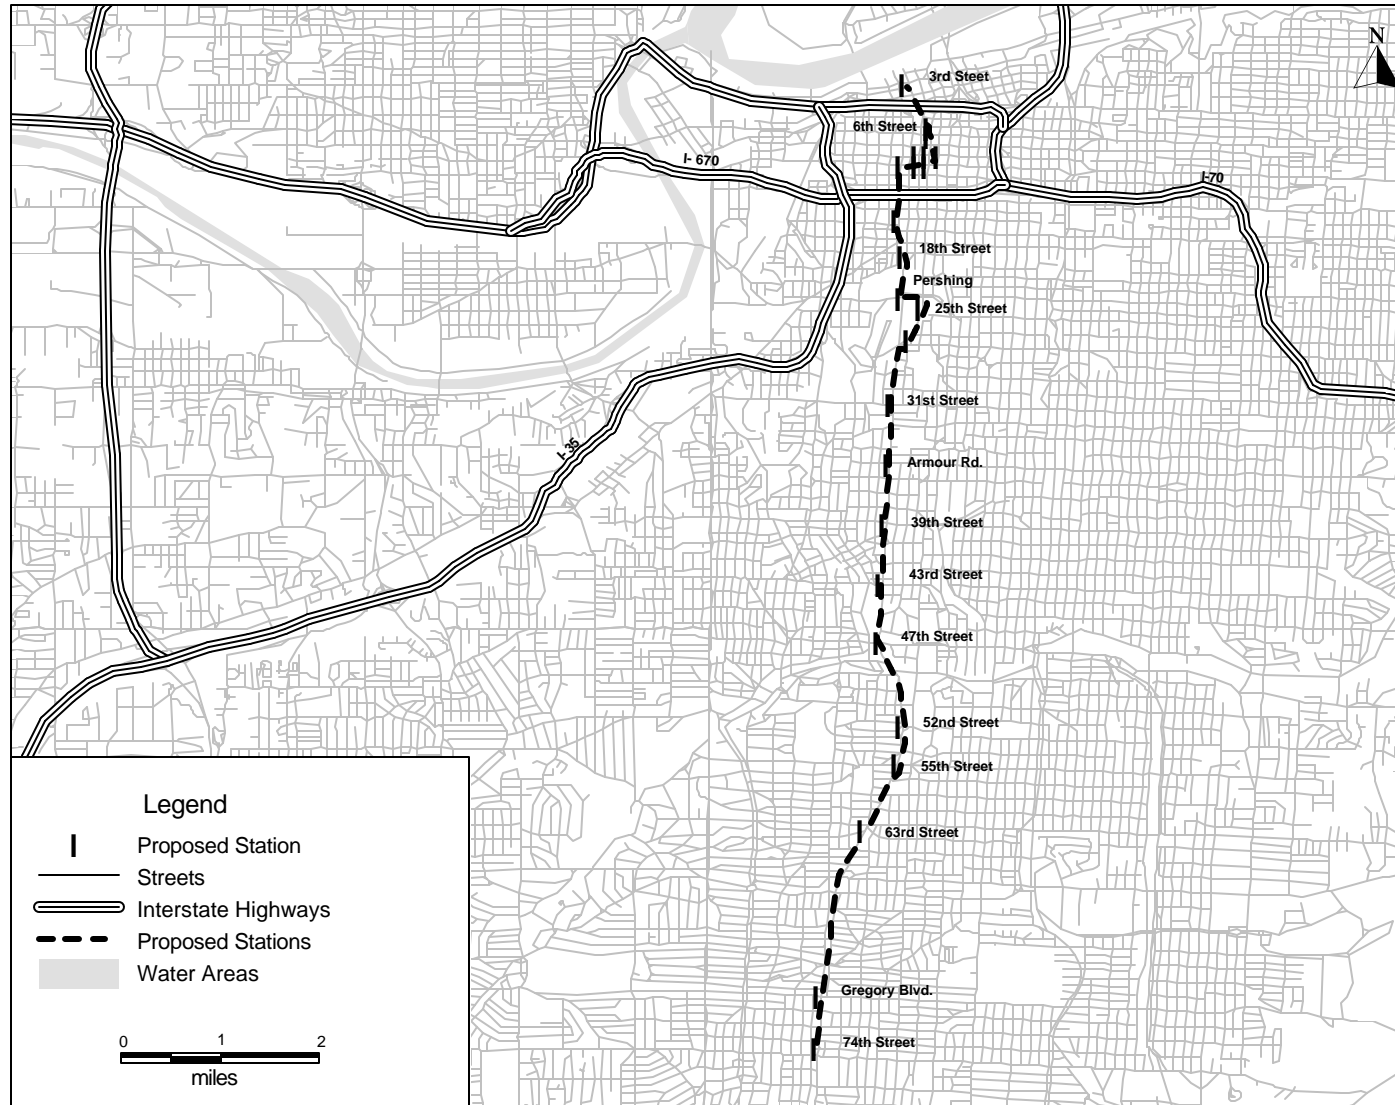 N
3rd Steet
6th Street
I- 670
I-70
18th Street
Pershing
25th Street
31st Street
I- 35
Armour Rd.
39th Street
43rd Street
47th Street
52nd Street
55th Street
63rd Street
Gregory Blvd.
74th Street
Legend
Proposed Station
Streets
Interstate Highways
Proposed Stations
Water Areas
0 1 2
miles